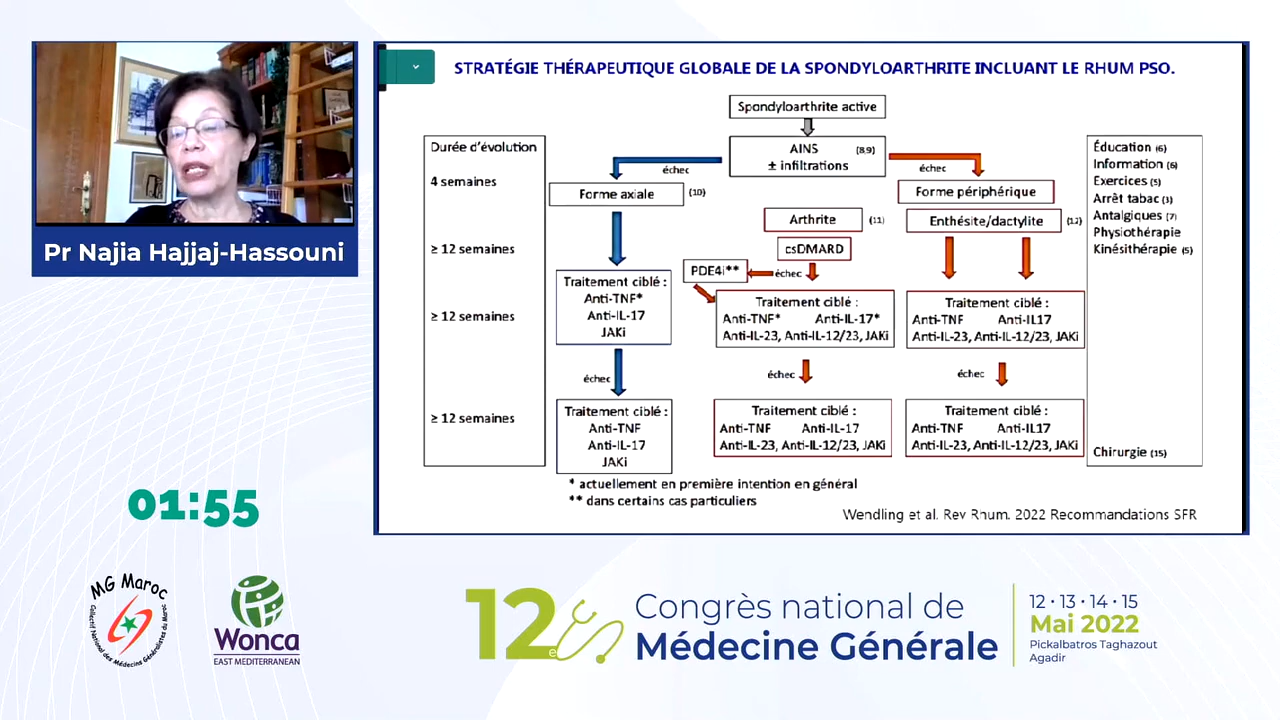 Pr Najia Hajjaj-Hassouni
STRATÉGIE THÉRAPEUTIQUE GLOBALE DE LA SPONDYLOARTHRITE INCLUANT LE RHUM PSO.
Spondyloarthrite active
AINS (8,9)
± infiltrations
échec
échec
Durée d'évolution
4 semaines
≥ 12 semaines
≥ 12 semaines
≥ 12 semaines
Forme axiale (10)
Traitement ciblé :
Anti-TNF*
Anti-IL-17
JAKi
échec
Traitement ciblé :
Anti-TNF
Anti-IL-17
JAKi
Forme périphérique
Arthrite (11)
csDMARD
PDE4i**
échec
Traitement ciblé :
Anti-TNF* Anti-IL-17*
Anti-IL-23, Anti-IL-12/23, JAKi
échec
Traitement ciblé :
Anti-TNF Anti-IL-17
Anti-IL-23, Anti-IL-12/23, JAKi
Enthésite/dactylite (12)
Traitement ciblé :
Anti-TNF Anti-IL17
Anti-IL-23, Anti-IL-12/23, JAKi
échec
Traitement ciblé :
Anti-TNF Anti-IL17
Anti-IL-23, Anti-IL-12/23, JAKi
Éducation (6)
Information (6)
Exercices (5)
Arrêt tabac (3)
Antalgiques (7)
Physiothérapie
Kinésithérapie (5)
Chirurgie (15)
* actuellement en première intention en général
** dans certains cas particuliers
Wendling et al. Rev Rhum. 2022 Recommandations SFR
01:55
MG Maroc
Collectif National des Médecins Généralistes du Maroc
Wonca
EAST MEDITERRANEAN
12e
Congrès national de
Médecine Générale
12 · 13 · 14 · 15
Mai 2022
Pickalbatros Taghazout
Agadir